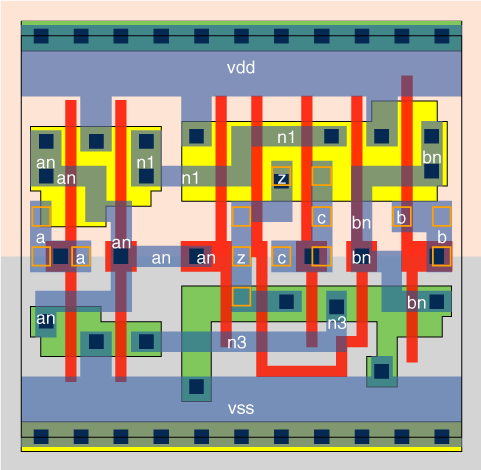 vdd
n1
an n1 bn
an n1 z
c b
a an bn b
a an an z c bn
an bn
n3
n3
vss